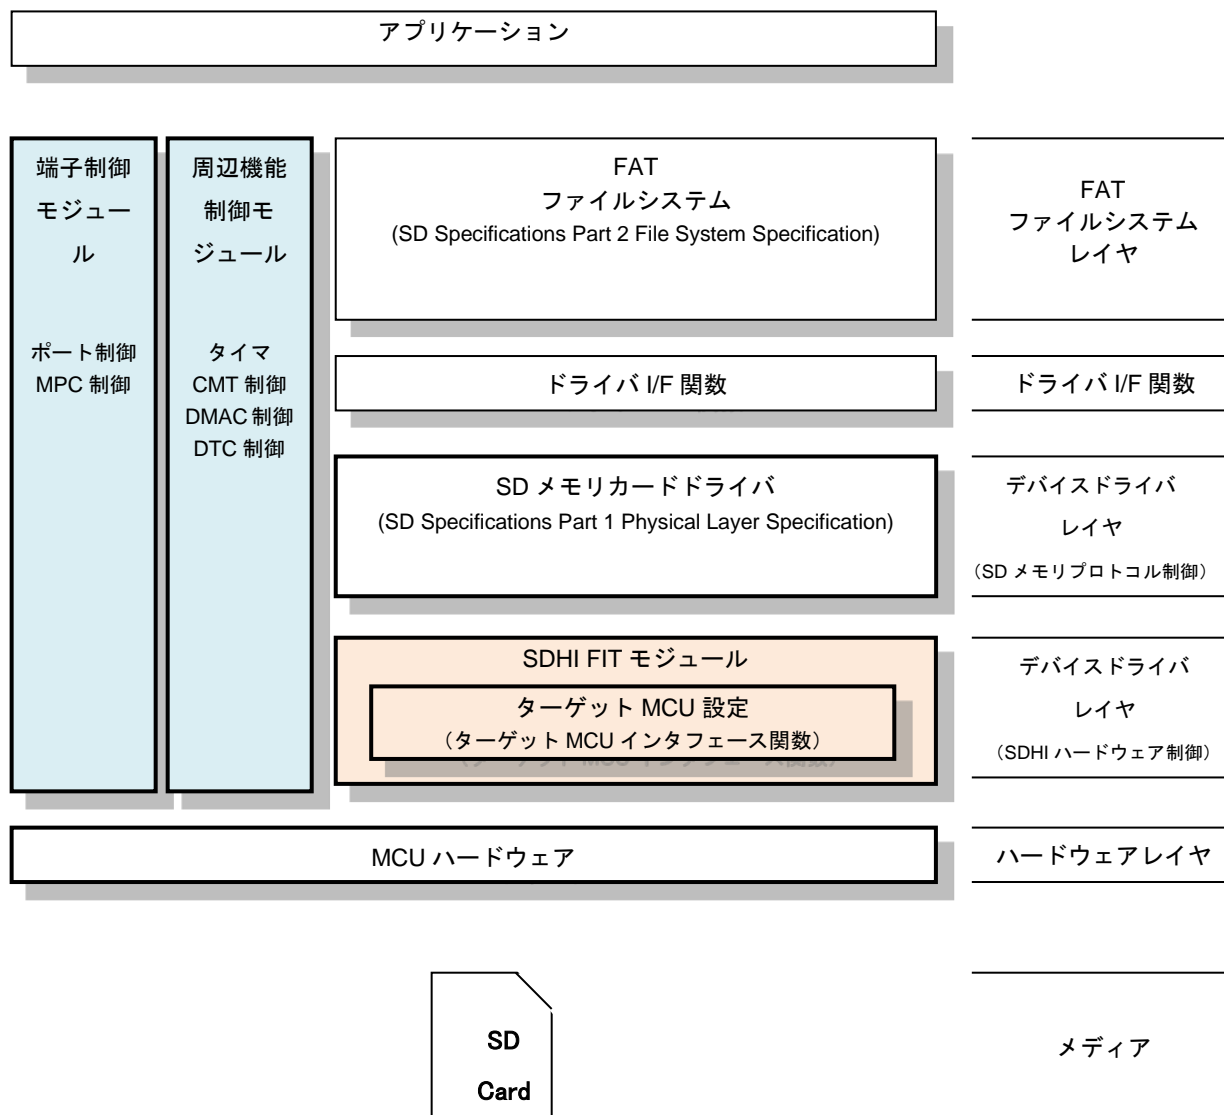 アプリケーション
端子制御
モジュー
ル
ポート制御
MPC 制御
周辺機能
制御モ
ジュール
タイマ
CMT 制御
DMAC 制御
DTC 制御
FAT
ファイルシステム
(SD Specifications Part 2 File System Specification)
FAT
ファイルシステム
レイヤ
ドライバ I/F 関数
ドライバ I/F 関数
SD メモリカードドライバ
(SD Specifications Part 1 Physical Layer Specification)
デバイスドライバ
レイヤ
（SD メモリプロトコル制御）
SDHI FIT モジュール
ターゲット MCU 設定
（ターゲット MCU インタフェース関数）
デバイスドライバ
レイヤ
（SDHI ハードウェア制御）
MCU ハードウェア
ハードウェアレイヤ
SD
Card
メディア